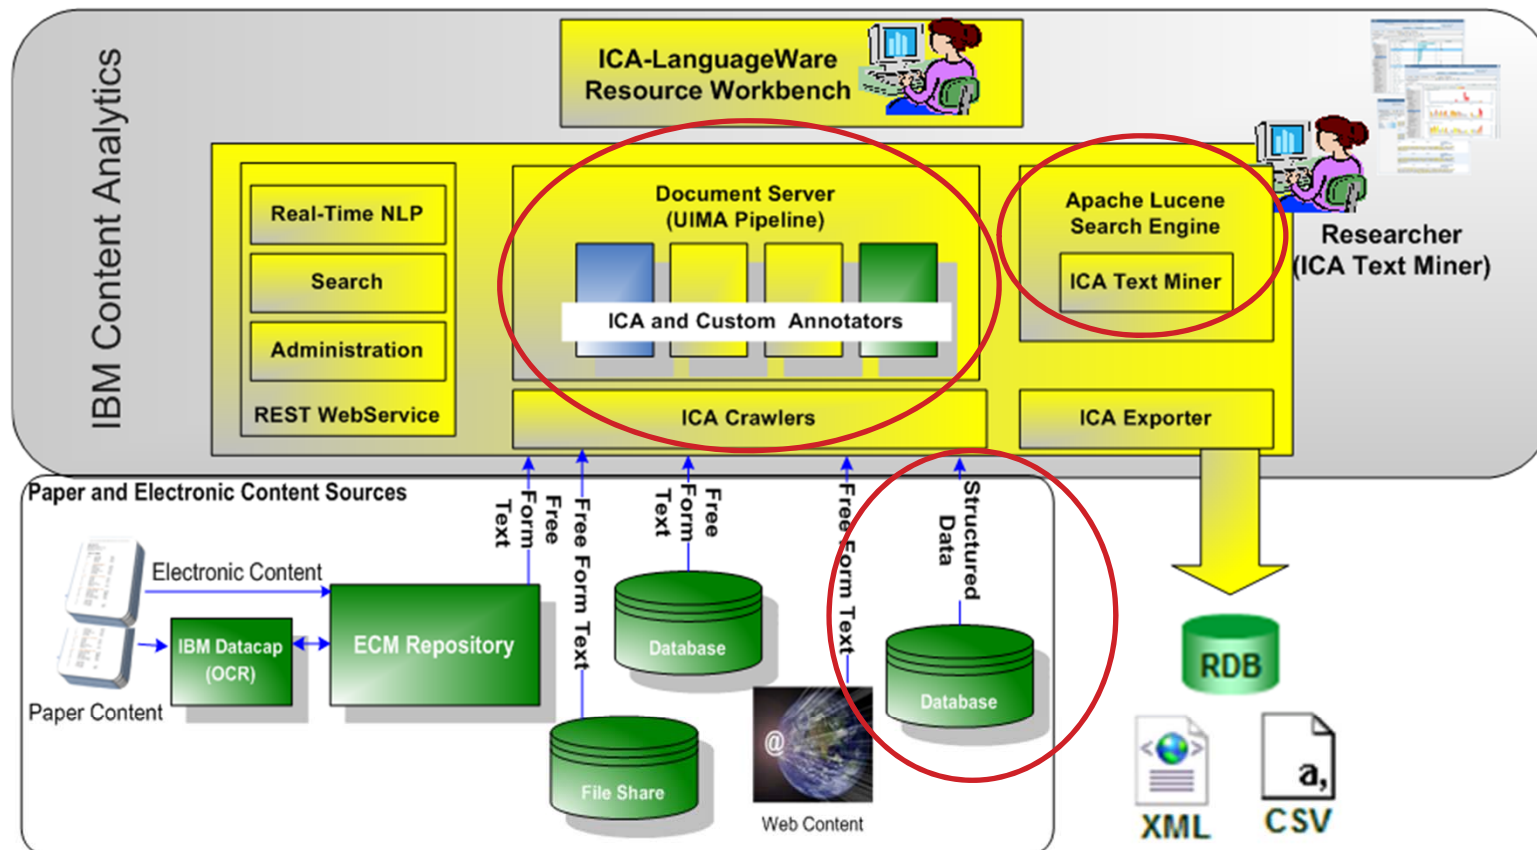 IBM Content Analytics
ICA-LanguageWare
Resource Workbench
Real-Time NLP
Search
Administration
REST WebService
Document Server
(UIMA Pipeline)
ICA and Custom Annotators
ICA Crawlers
Apache Lucene
Search Engine
ICA Text Miner
ICA Exporter
Researcher
(ICA Text Miner)
Paper and Electronic Content Sources
Free
Form
Text
Free Form Text
Free
Form
Text
Free Form Text
Structured
Data
Electronic Content
IBM Datacap
(OCR)
ECM Repository
Paper Content
Database
File Share
@
Web Content
Database
RDB
<>
XML
a,
CSV